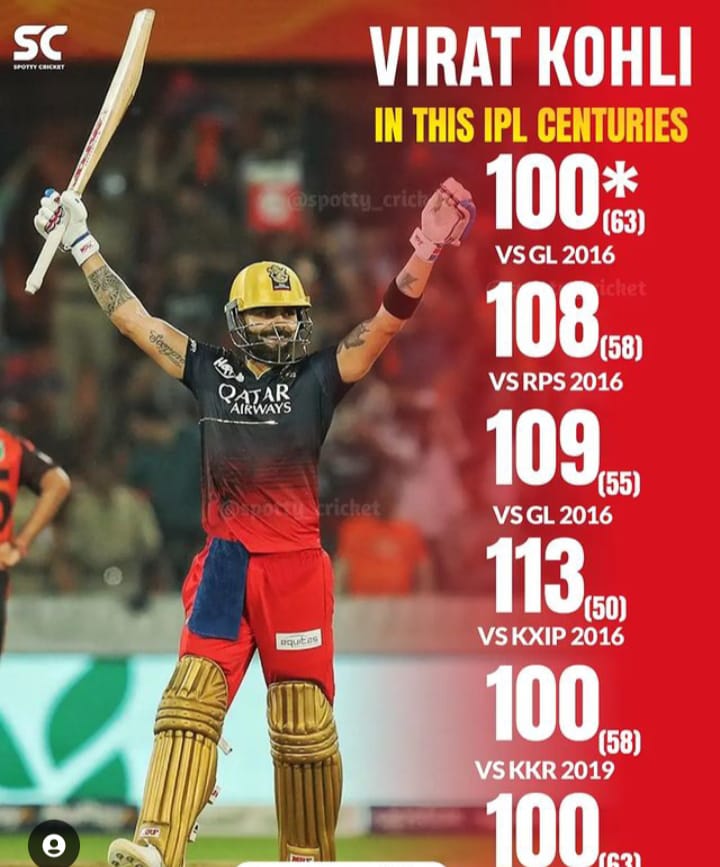 SC
SPOTTY CRICKET
VIRAT KOHLI
IN THIS IPL CENTURIES
100*(63)
VS GL 2016
108(58)
VS RPS 2016
109(55)
VS GL 2016
113(50)
VS KXIP 2016
100(58)
VS KKR 2019
100(63)
@spotty_crick
cricket
@spotty_cricket
QATAR
AIRWAYS
equitas